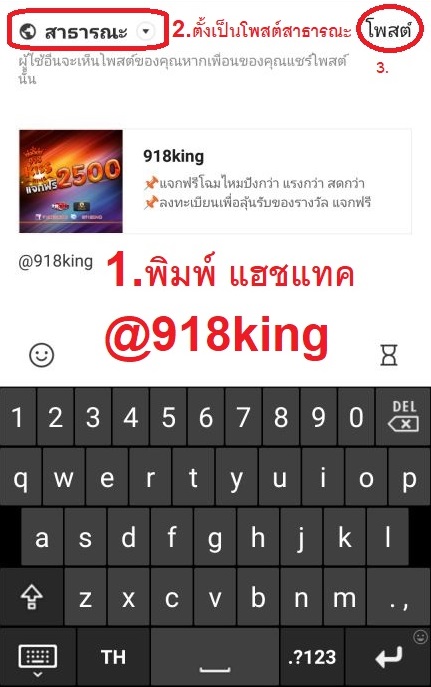 สาธารณะ 2.ตั้งเป็นโพสต์สาธารณะ โพสต์
ผู้ใช้อื่นจะเห็นโพสต์ของคุณหากเพื่อนของคุณแชร์โพสต์
นั้น
3.
แจกฟรี 2500
918king
📌แจกฟรีโฉมใหมปังกว่า แรงกว่า สดกว่า
📌ลงทะเบียนเพื่อลุ้นรับของรางวัล แจกฟรี
@918king
1.พิมพ์ แฮชแทค
@918king
1 2 3 4 5 6 7 8 9 0 DEL
q w e r t y u i o p
a s d f g h j k l
z x c v b n m . ,
TH .?123